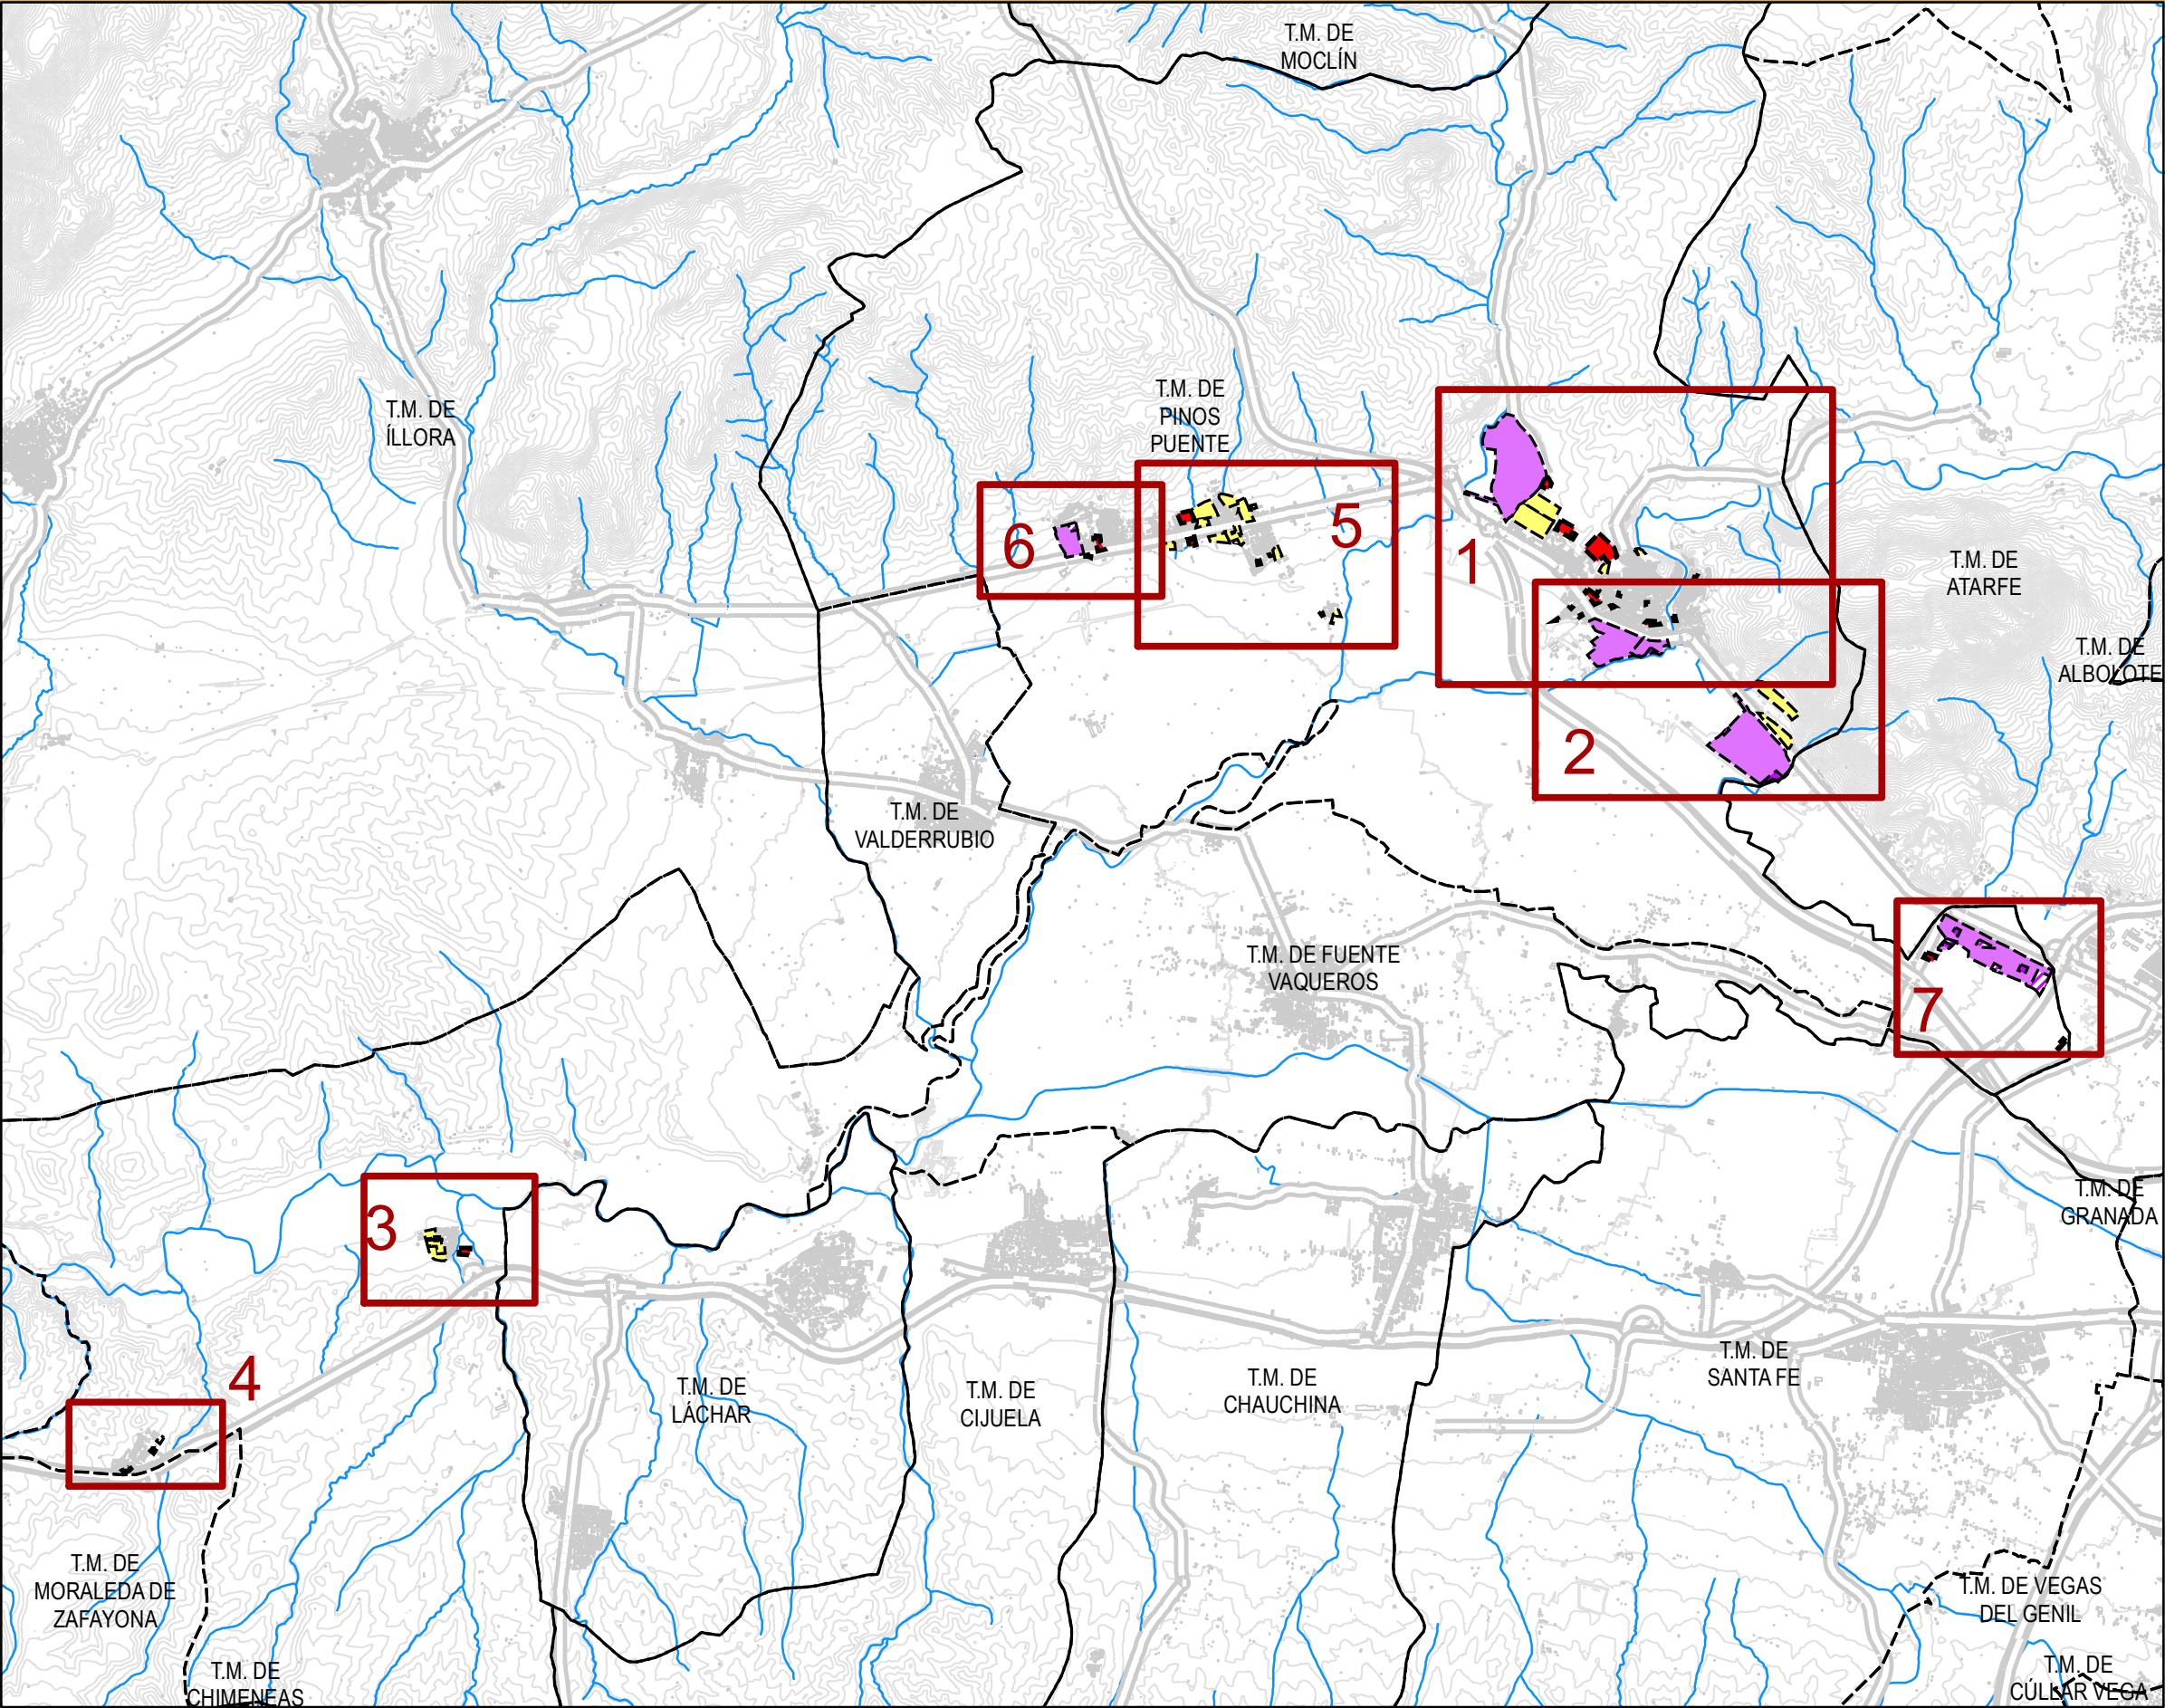 T.M. DE
MOCLÍN
T.M. DE
ÍLLORA
T.M. DE
PINOS
PUENTE
6
5
1
T.M. DE
ATARFE
T.M. DE
ALBOLOTE
2
T.M. DE
VALDERRUBIO
T.M. DE FUENTE
VAQUEROS
7
3
T.M. DE
GRANADA
4
T.M. DE
LÁCHAR
T.M. DE
CIJUELA
T.M. DE
CHAUCHINA
T.M. DE
SANTA FE
T.M. DE
MORALEDA DE
ZAFAYONA
T.M. DE VEGAS
DEL GENIL
T.M. DE
CHIMENEAS
T.M. DE
CÚLLAR VEGA